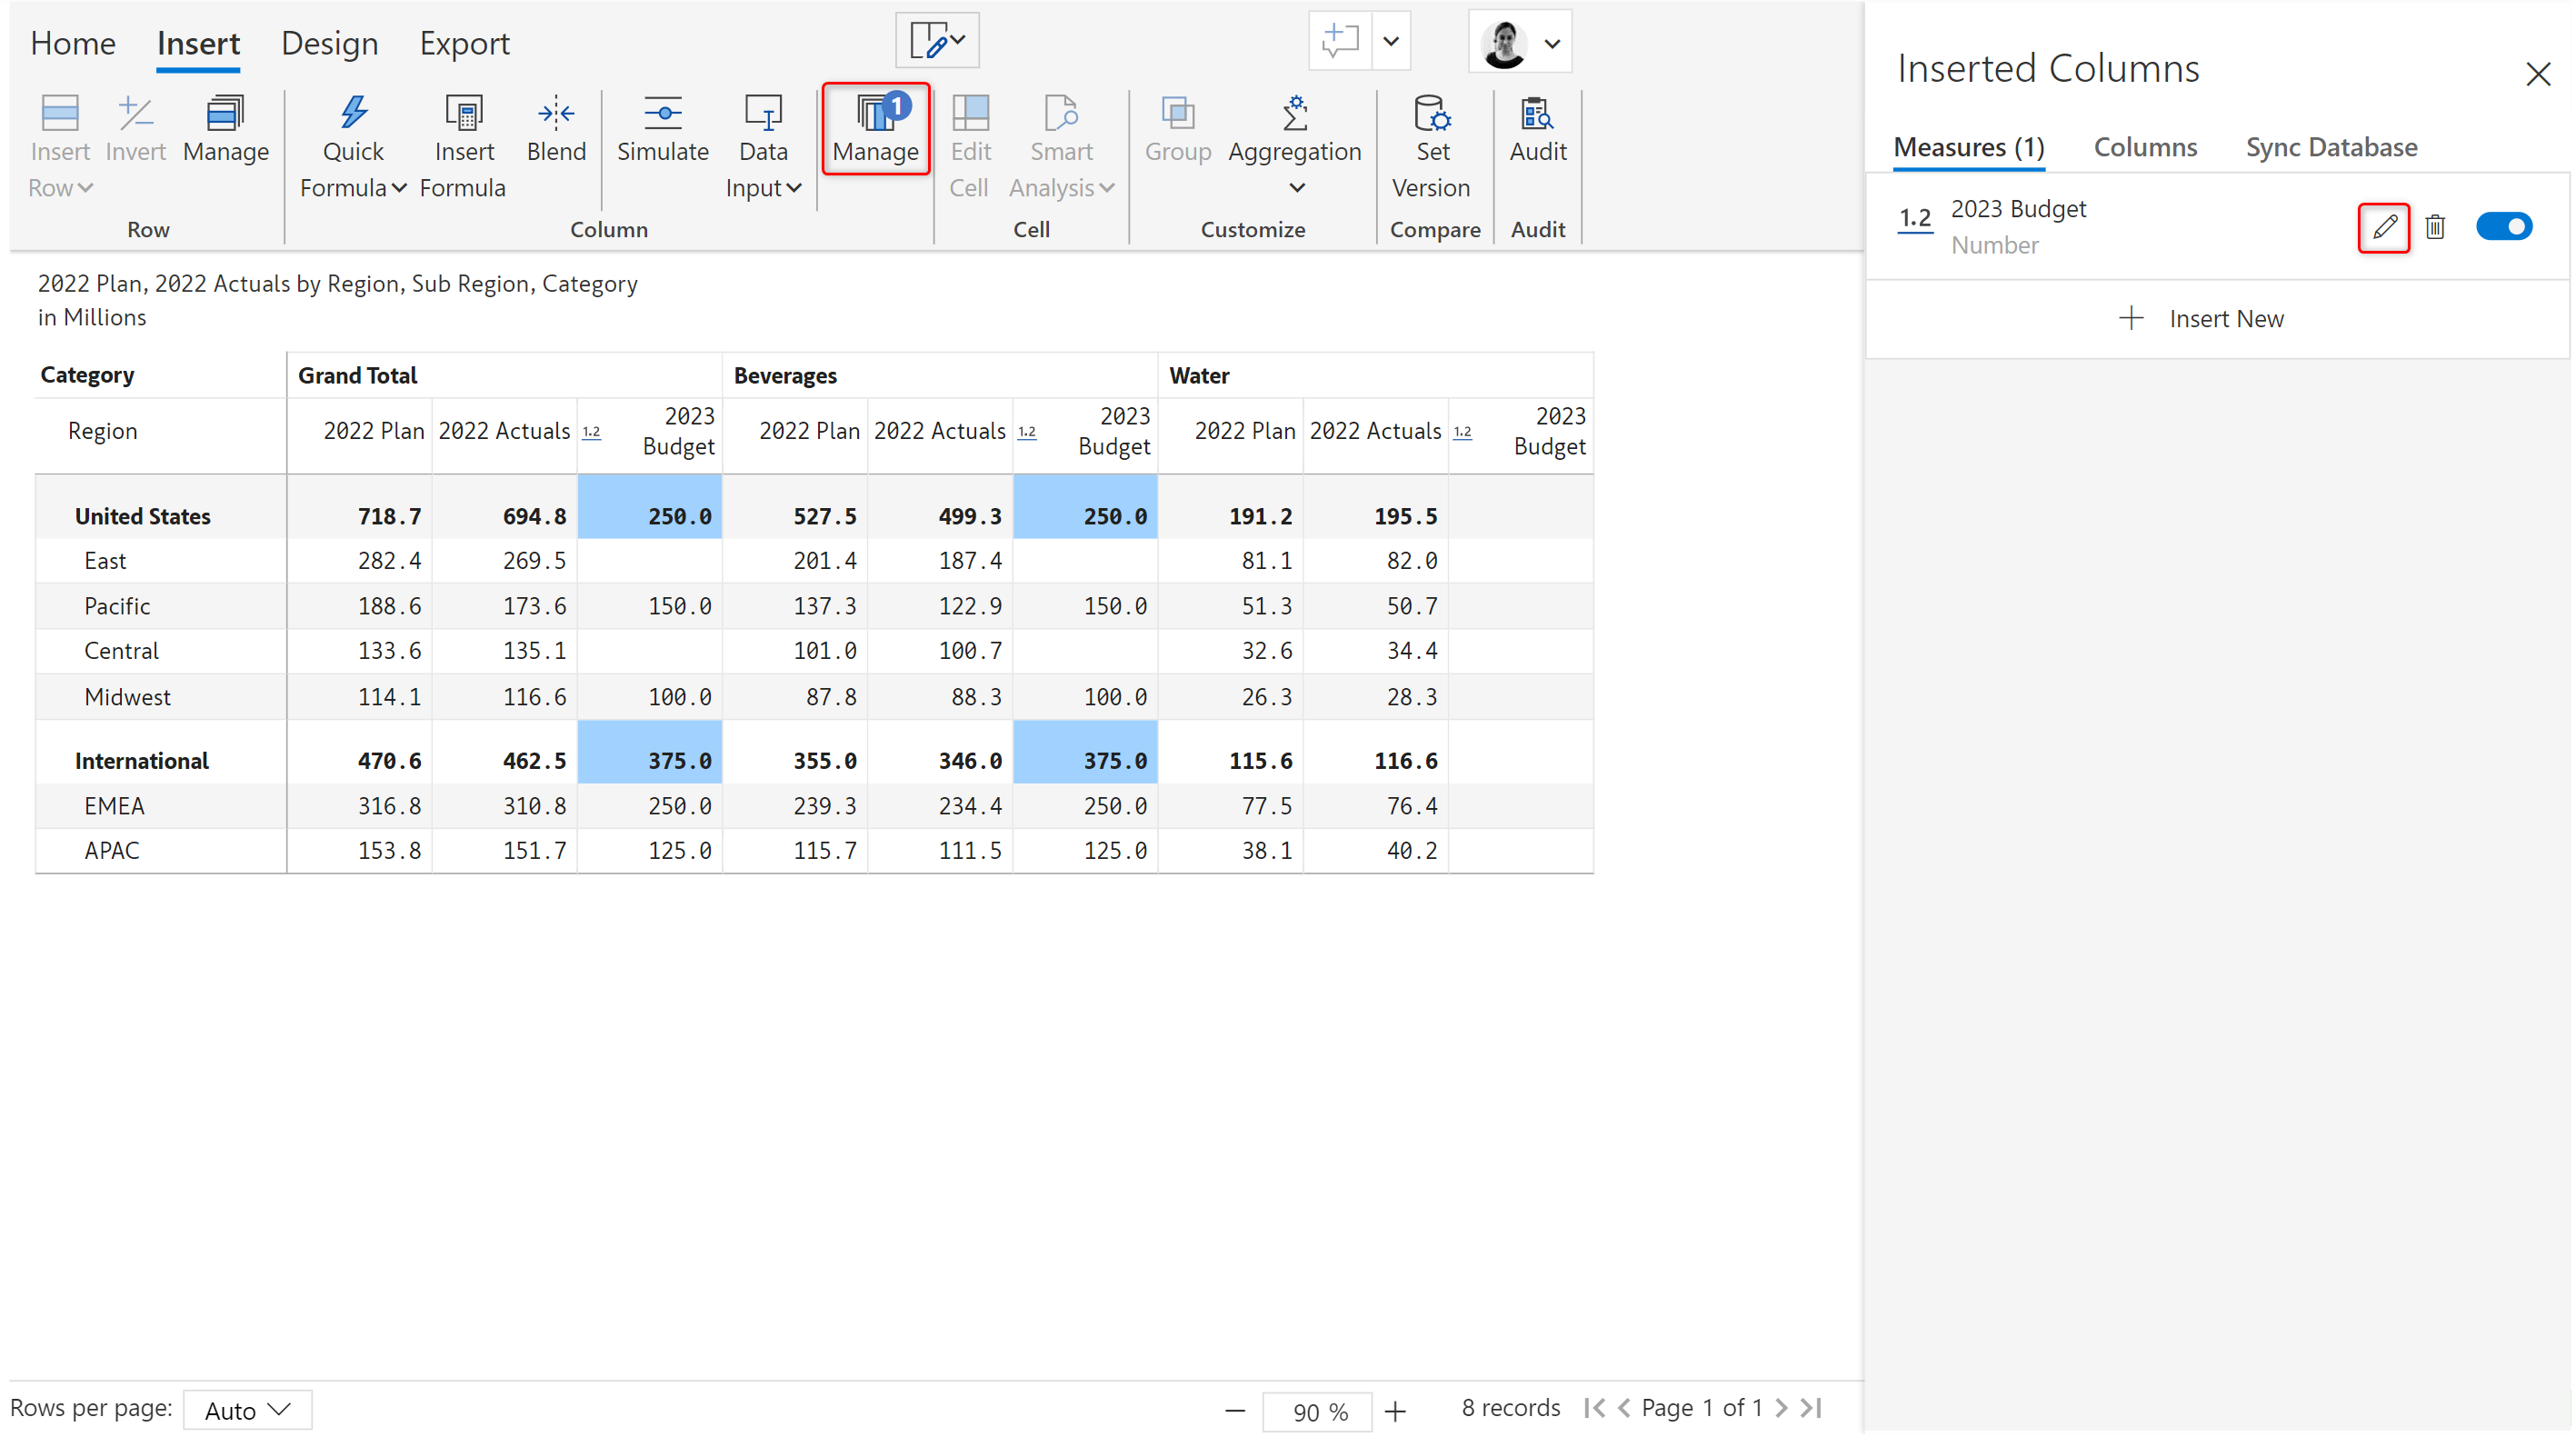 Home Insert Design Export
Insert Row Invert Manage
Quick Formula Insert Formula Blend Simulate Data Input Manage
Edit Cell Smart Analysis
Group Aggregation
Set Version
Audit
1
Row Column Cell Customize Compare Audit
2022 Plan, 2022 Actuals by Region, Sub Region, Category
in Millions
Category Grand Total Beverages Water
Region 2022 Plan 2022 Actuals 1.2 2023 Budget 2022 Plan 2022 Actuals 1.2 2023 Budget 2022 Plan 2022 Actuals 1.2 2023 Budget
United States 718.7 694.8 250.0 527.5 499.3 250.0 191.2 195.5
East 282.4 269.5 201.4 187.4 81.1 82.0
Pacific 188.6 173.6 150.0 137.3 122.9 150.0 51.3 50.7
Central 133.6 135.1 101.0 100.7 32.6 34.4
Midwest 114.1 116.6 100.0 87.8 88.3 100.0 26.3 28.3
International 470.6 462.5 375.0 355.0 346.0 375.0 115.6 116.6
EMEA 316.8 310.8 250.0 239.3 234.4 250.0 77.5 76.4
APAC 153.8 151.7 125.0 115.7 111.5 125.0 38.1 40.2
Rows per page: Auto 90 % 8 records Page 1 of 1
Inserted Columns
Measures (1) Columns Sync Database
1.2 2023 Budget
Number
Insert New